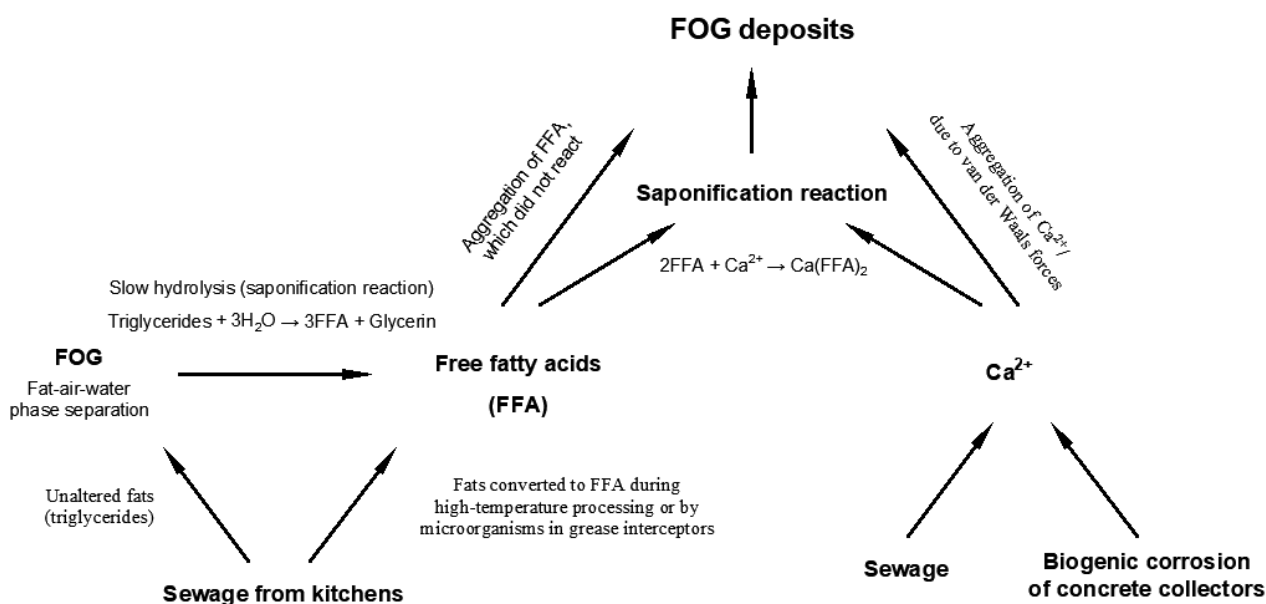 FOG deposits
Aggregation of FFA,
which did not react
Aggregation of Ca²⁺/
due to van der Waals forces
Saponification reaction
2FFA + Ca²⁺ → Ca(FFA)₂
Slow hydrolysis (saponification reaction)
Triglycerides + 3H₂O → 3FFA + Glycerin
FOG
Fat-air-water
phase separation
Free fatty acids
(FFA)
Ca²⁺
Unaltered fats
(triglycerides)
Fats converted to FFA during
high-temperature processing or by
microorganisms in grease interceptors
Sewage from kitchens
Sewage
Biogenic corrosion
of concrete collectors